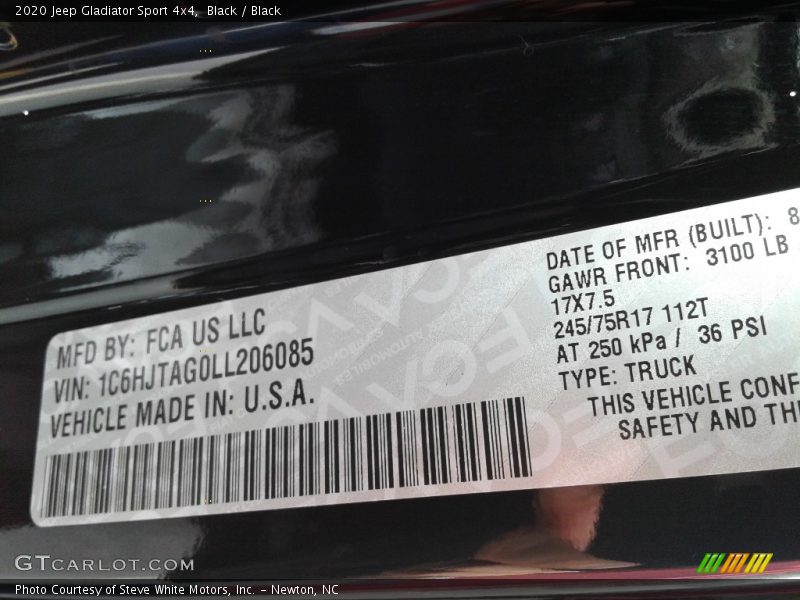 2020 Jeep Gladiator Sport 4x4, Black / Black
MFD BY: FCA US LLC
VIN: 1C6HJTAG0LL206085
VEHICLE MADE IN: U.S.A.
DATE OF MFR (BUILT): 8
GAWR FRONT: 3100 LB
17X7.5
245/75R17 112T
AT 250 kPa / 36 PSI
TYPE: TRUCK
THIS VEHICLE CONF
SAFETY AND TH
GTCARLOT.COM
Photo Courtesy of Steve White Motors, Inc. – Newton, NC